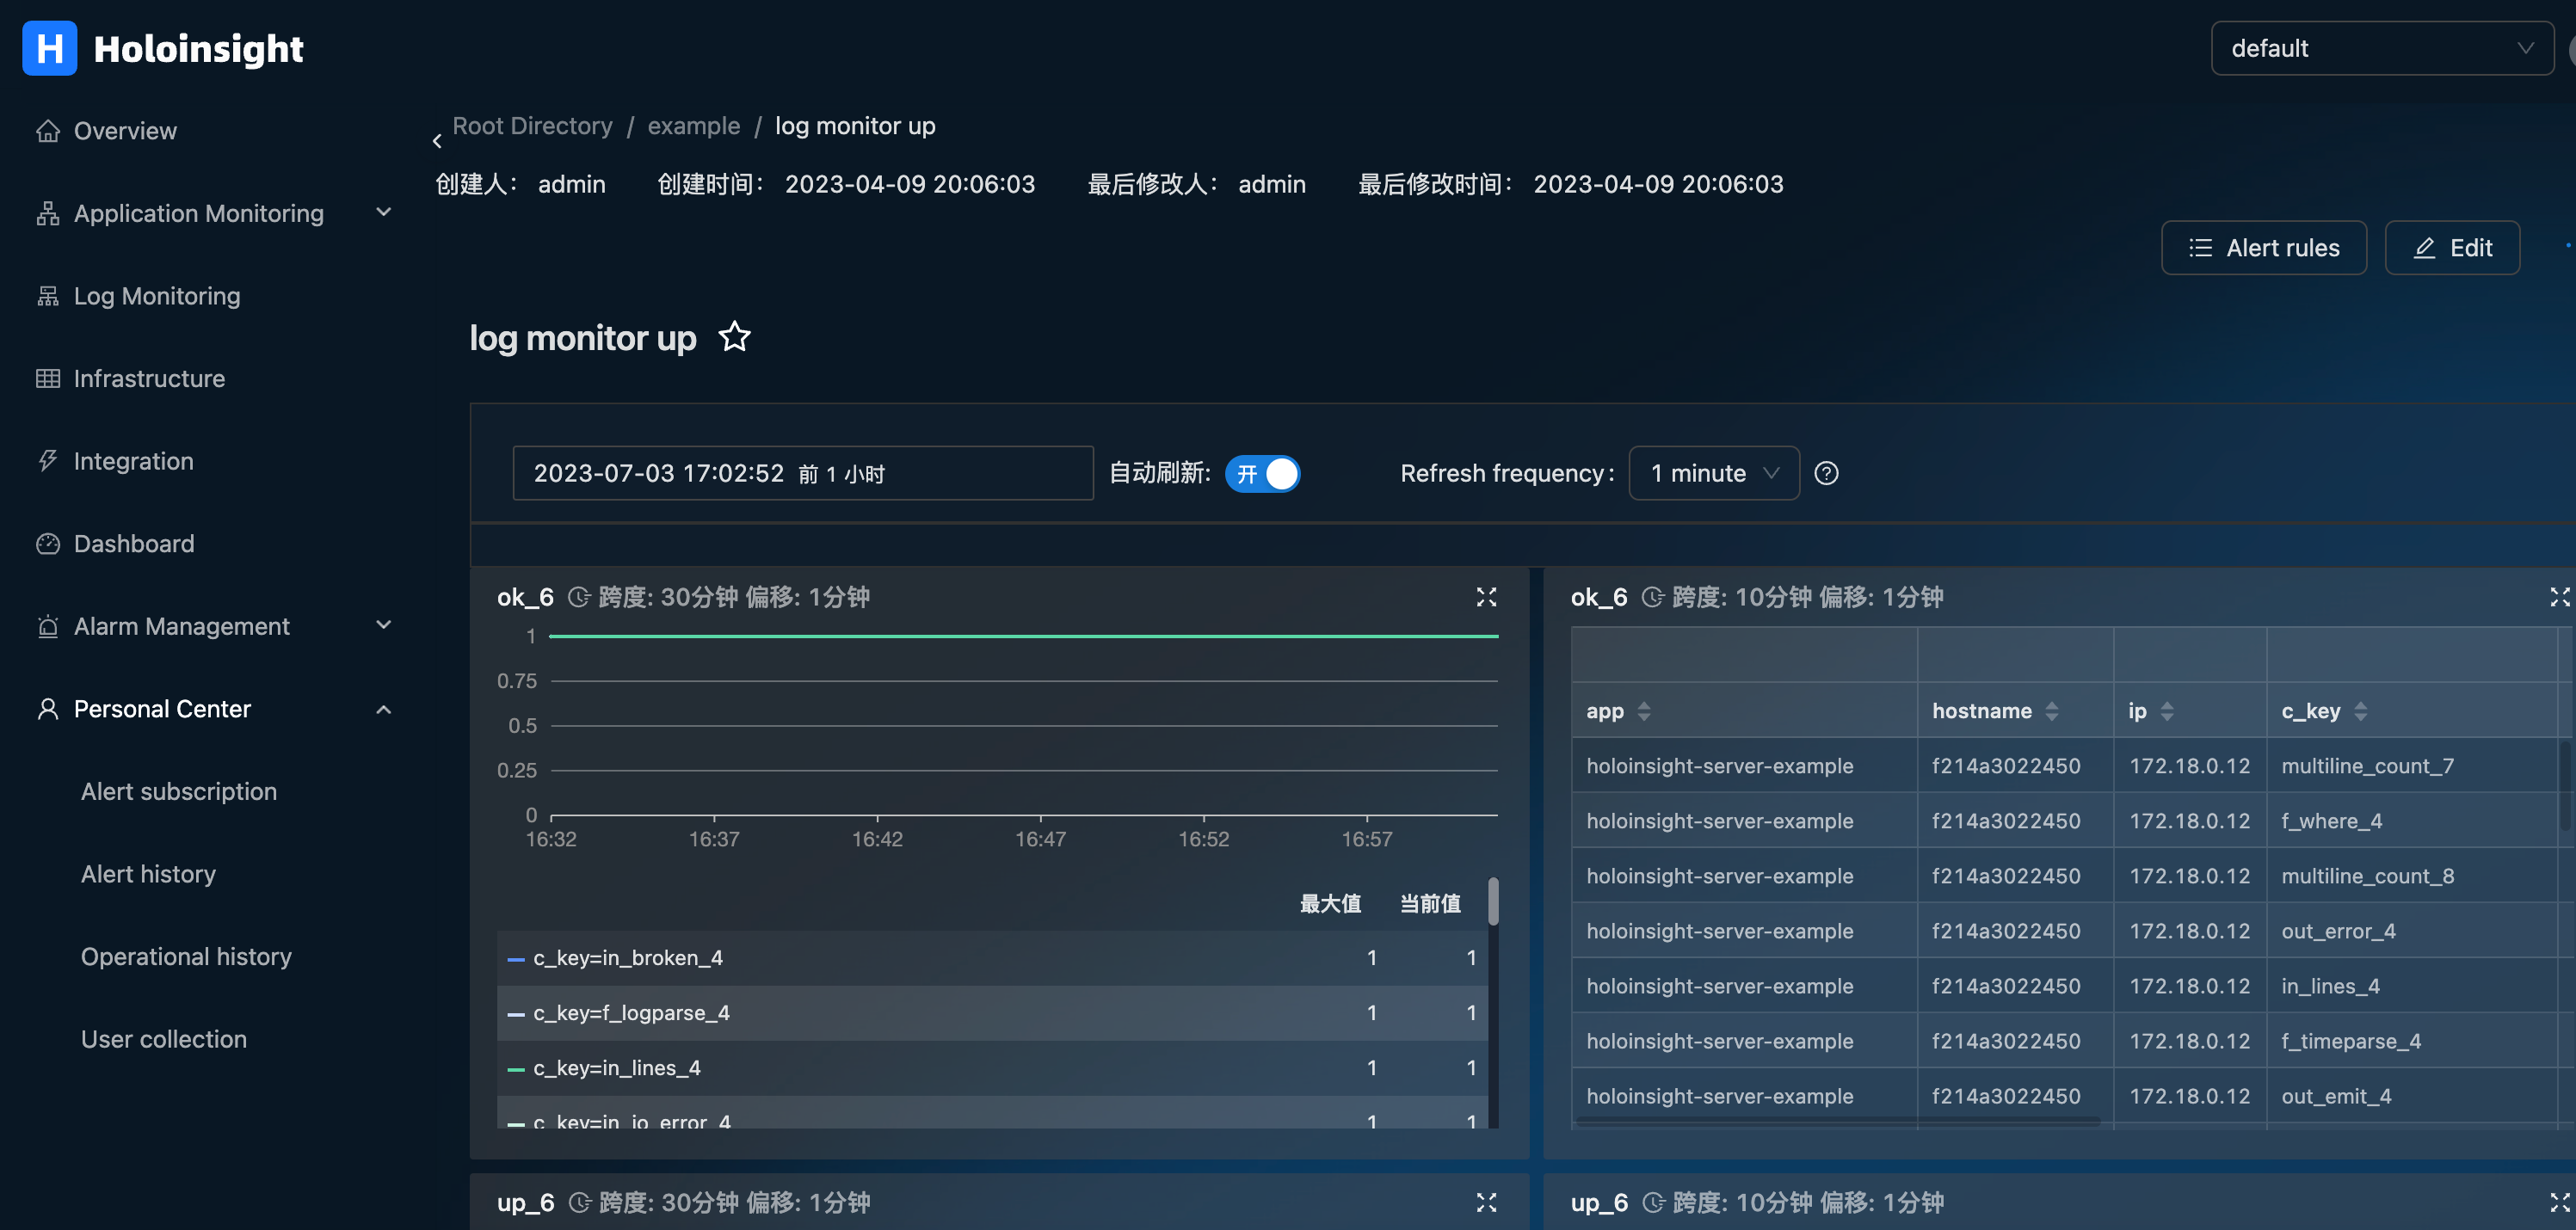 H Holoinsight
default
Overview
Application Monitoring
Log Monitoring
Infrastructure
Integration
Dashboard
Alarm Management
Personal Center
Alert subscription
Alert history
Operational history
User collection
Root Directory / example / log monitor up
创建人： admin 创建时间： 2023-04-09 20:06:03 最后修改人： admin 最后修改时间： 2023-04-09 20:06:03
Alert rules
Edit
log monitor up
2023-07-03 17:02:52 前 1 小时
自动刷新: 开
Refresh frequency: 1 minute
ok_6 跨度: 30分钟 偏移: 1分钟
1
0.75
0.5
0.25
0
16:32 16:37 16:42 16:47 16:52 16:57
最大值 当前值
c_key=in_broken_4 1 1
c_key=f_logparse_4 1 1
c_key=in_lines_4 1 1
c_key=in_io_error_4 1 1
ok_6 跨度: 10分钟 偏移: 1分钟
app hostname ip c_key
holoinsight-server-example f214a3022450 172.18.0.12 multiline_count_7
holoinsight-server-example f214a3022450 172.18.0.12 f_where_4
holoinsight-server-example f214a3022450 172.18.0.12 multiline_count_8
holoinsight-server-example f214a3022450 172.18.0.12 out_error_4
holoinsight-server-example f214a3022450 172.18.0.12 in_lines_4
holoinsight-server-example f214a3022450 172.18.0.12 f_timeparse_4
holoinsight-server-example f214a3022450 172.18.0.12 out_emit_4
up_6 跨度: 30分钟 偏移: 1分钟
up_6 跨度: 10分钟 偏移: 1分钟